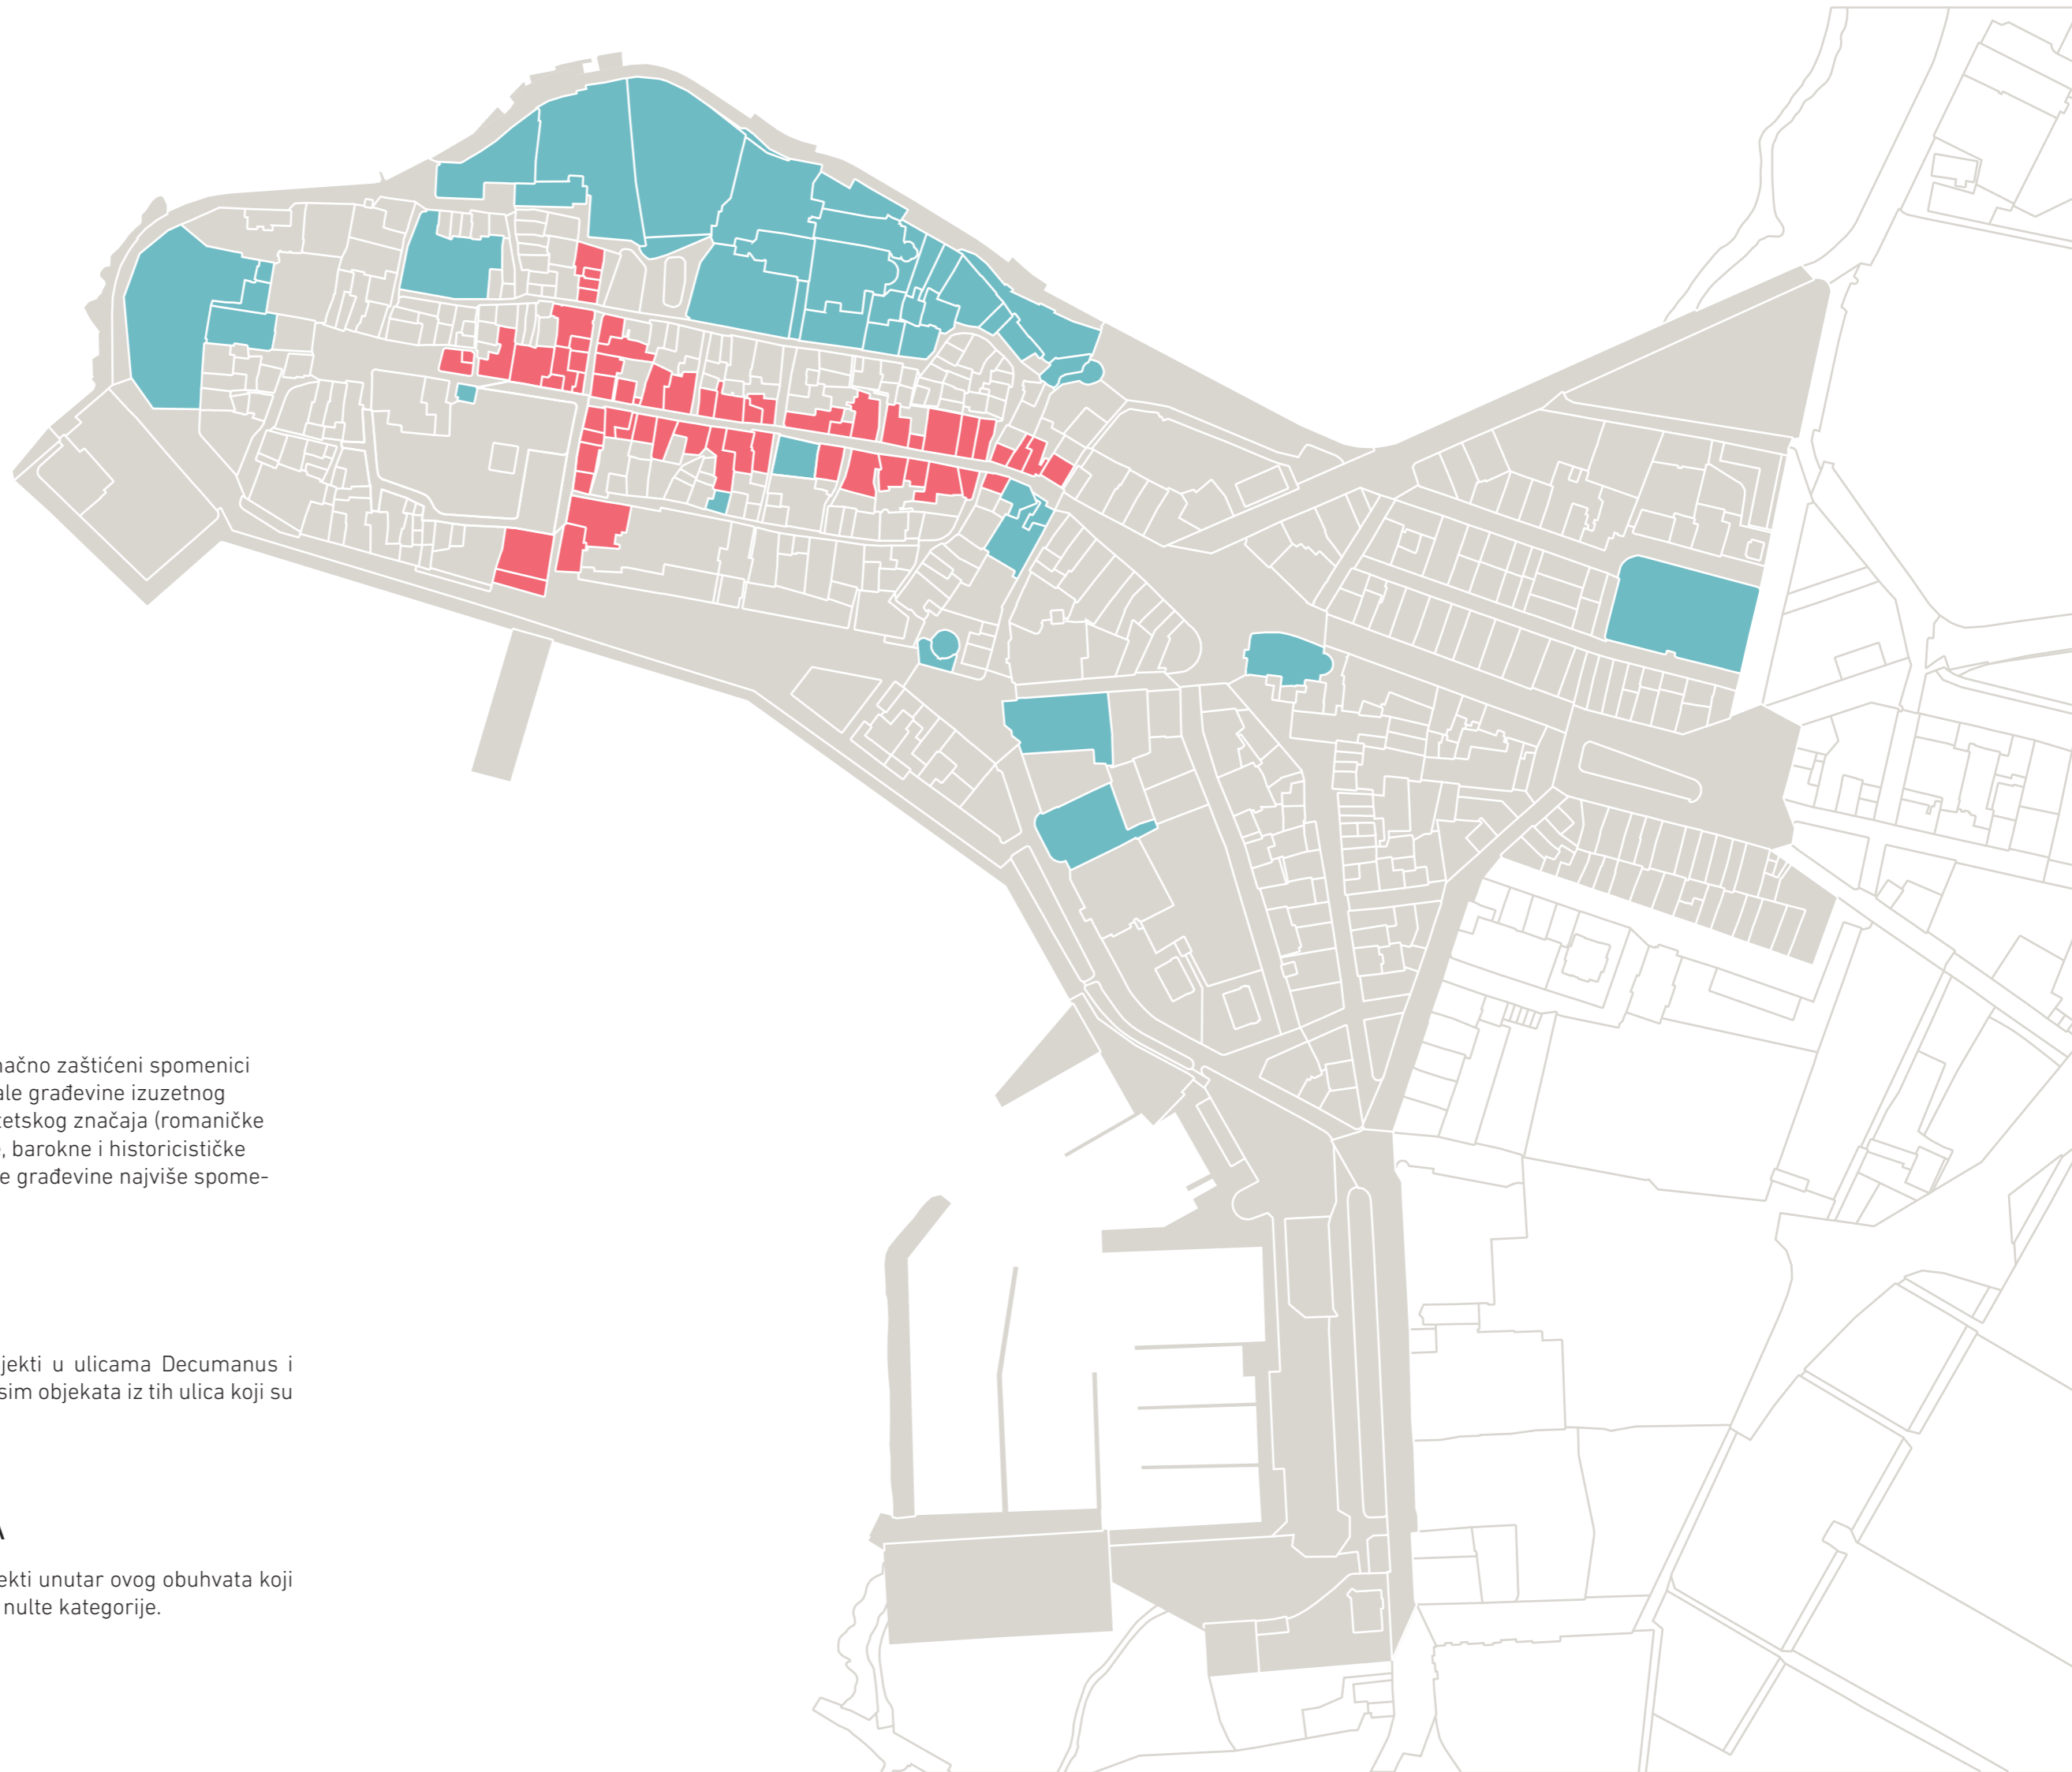 načno zaštićeni spomenici
ale građevine izuzetnog
tetskog značaja (romaničke
, barokne i historicističke
e građevine najviše spome-
jekti u ulicama Decumanus i
sim objekata iz tih ulica koji su
A
ekti unutar ovog obuhvata koji
nulte kategorije.